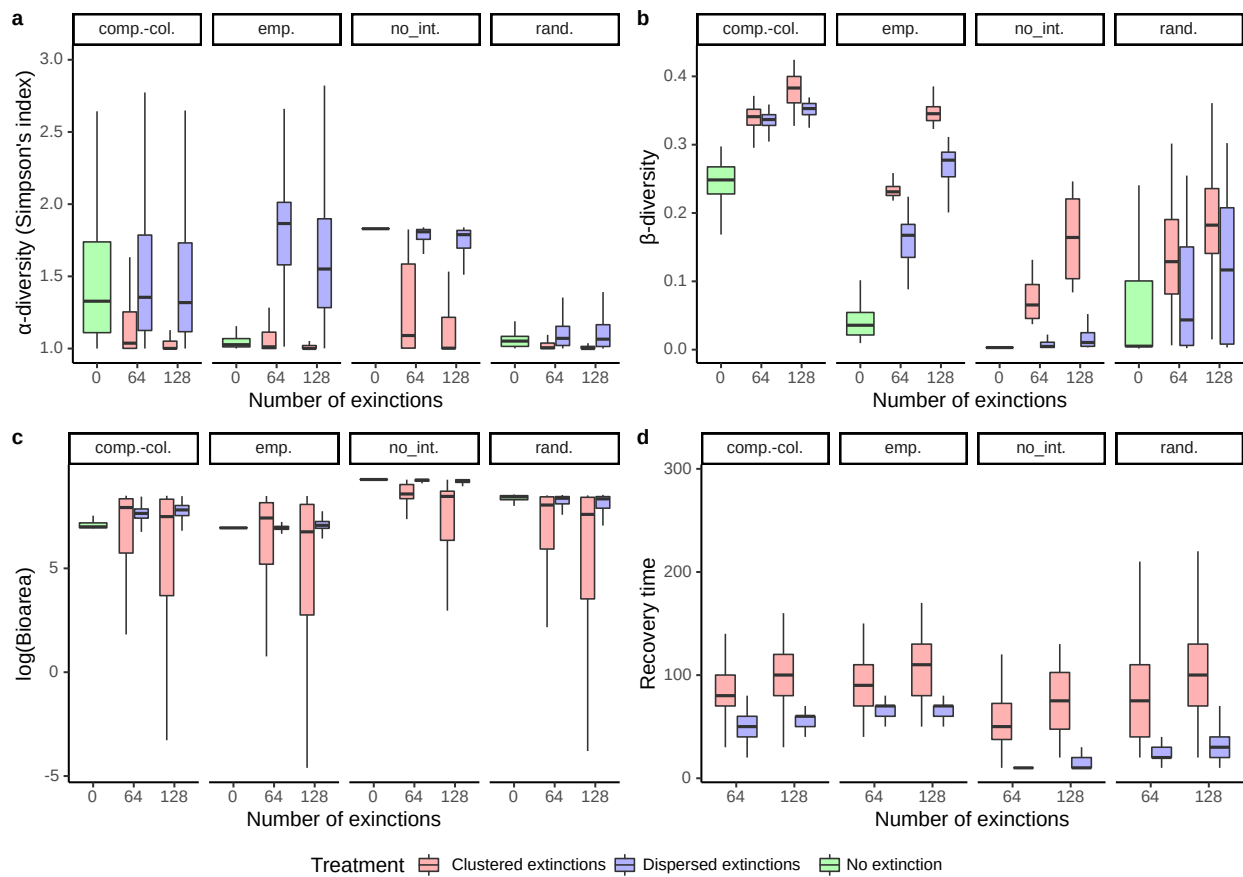 a
comp.-col. emp. no_int. rand.
α-diversity (Simpson's index)
3.0
2.5
2.0
1.5
1.0
0 64 128 0 64 128 0 64 128 0 64 128
Number of exinctions
b
comp.-col. emp. no_int. rand.
β-diversity
0.4
0.3
0.2
0.1
0.0
0 64 128 0 64 128 0 64 128 0 64 128
Number of exinctions
c
comp.-col. emp. no_int. rand.
log(Bioarea)
5
0
-5
0 64 128 0 64 128 0 64 128 0 64 128
Number of exinctions
d
comp.-col. emp. no_int. rand.
Recovery time
300
200
100
0
64 128 64 128 64 128 64 128
Number of exinctions
Treatment Clustered extinctions Dispersed extinctions No extinction